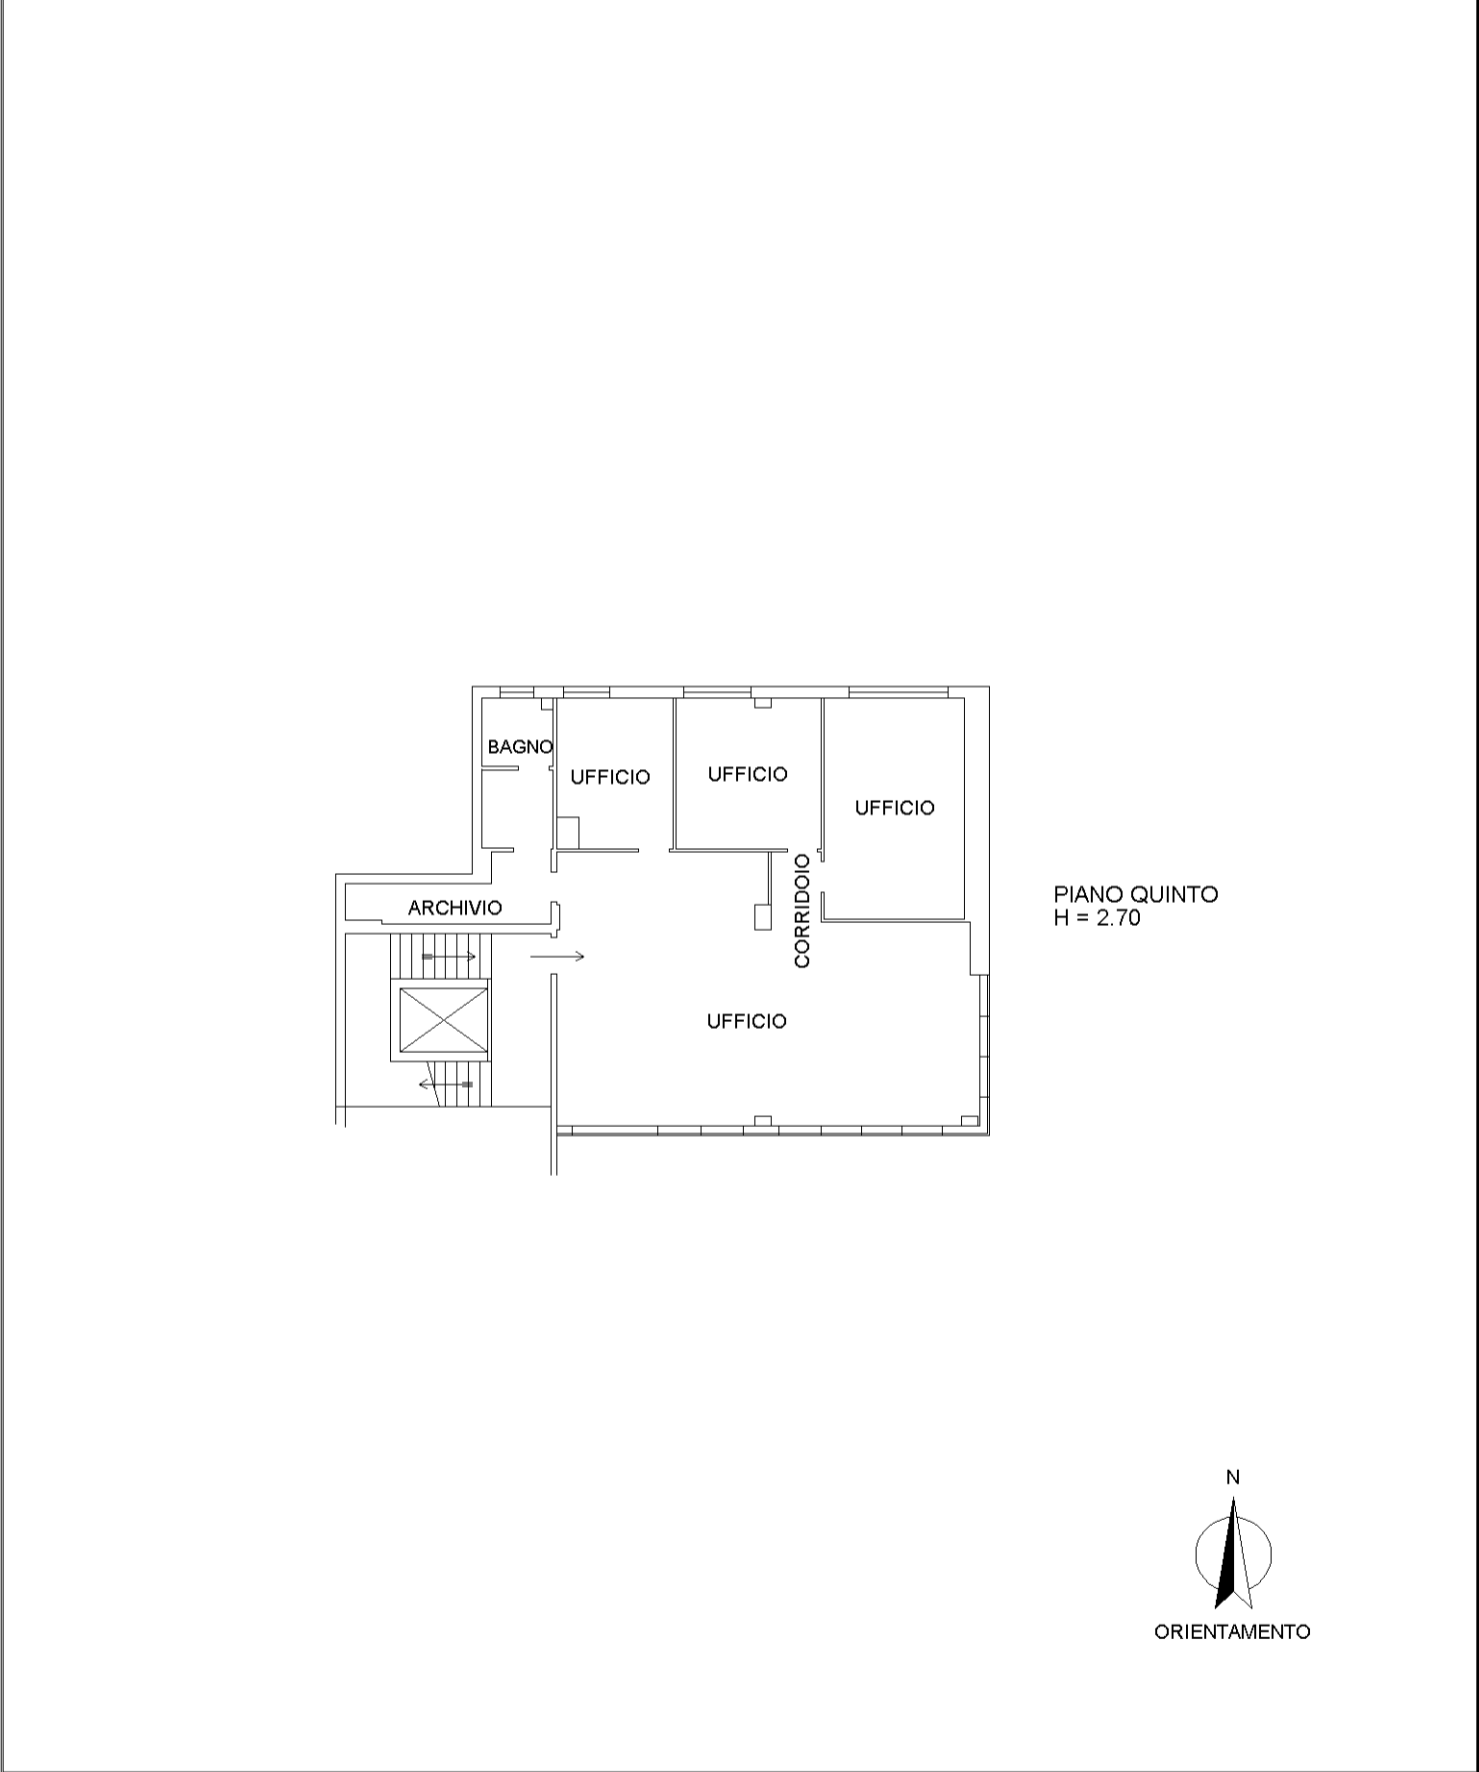 BAGNO
UFFICIO
UFFICIO
UFFICIO
ARCHIVIO
CORRIDOIO
PIANO QUINTO
H = 2.70
UFFICIO
N
ORIENTAMENTO